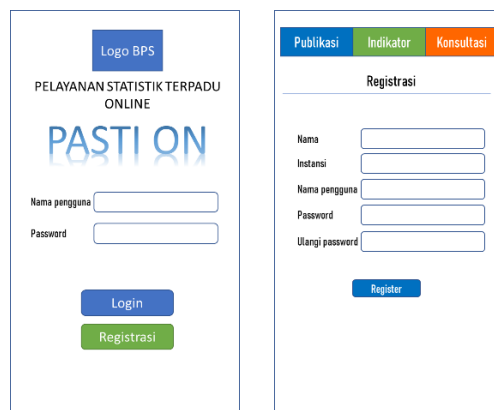 Logo BPS
PELAYANAN STATISTIK TERPADU
ONLINE
PASTI ON
Nama pengguna
Password
Login
Registrasi
Publikasi
Indikator
Konsultasi
Registrasi
Nama
Instansi
Nama pengguna
Password
Ulangi password
Register